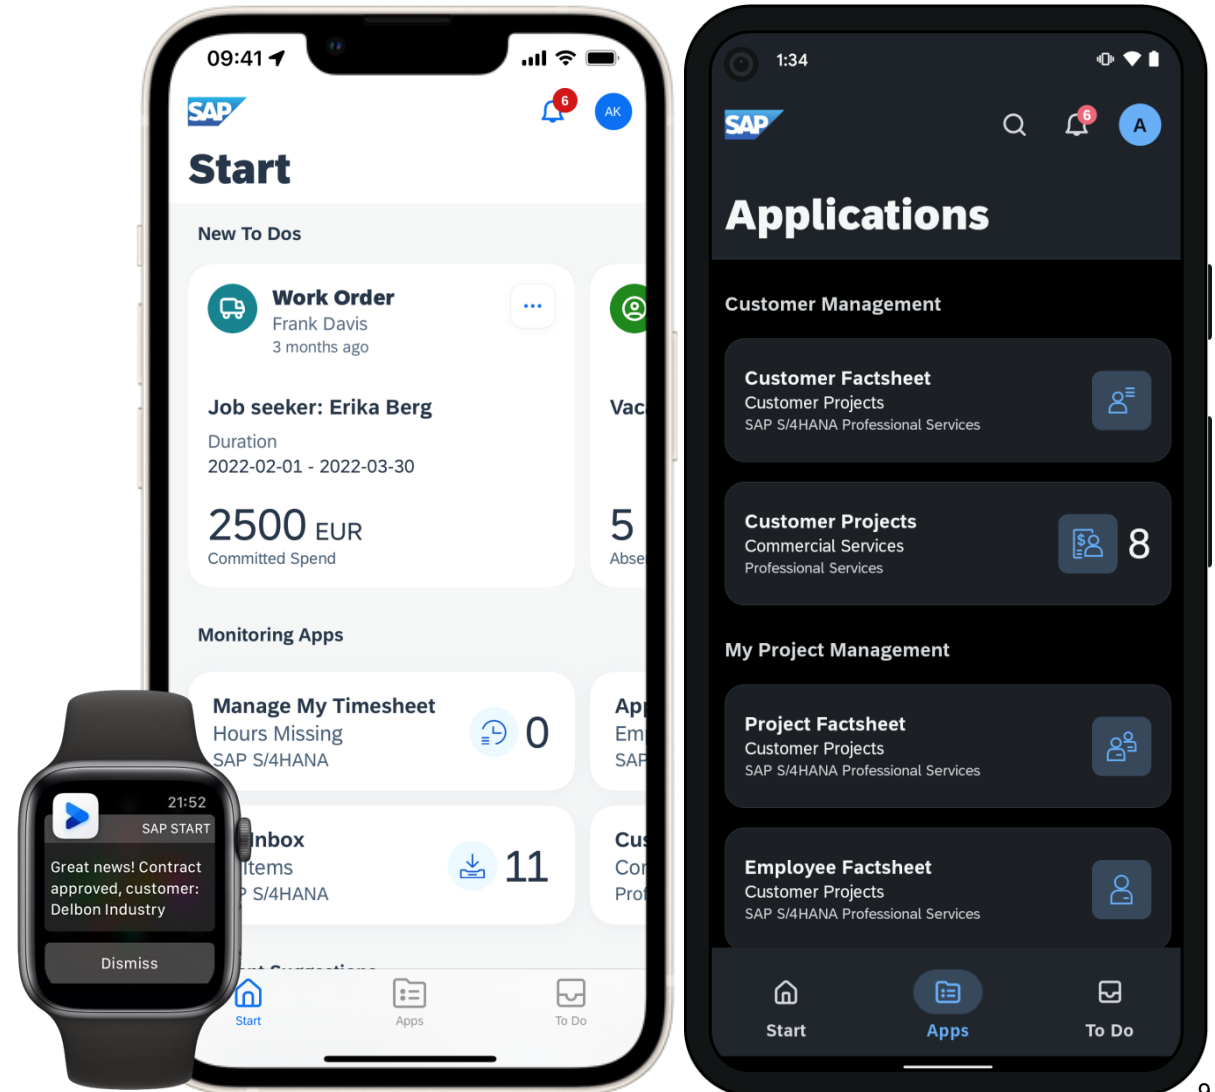 09:41
SAP
6
AK
Start
New To Dos
Work Order
Frank Davis
3 months ago
Job seeker: Erika Berg
Duration
2022-02-01 - 2022-03-30
2500 EUR
Committed Spend
5
Monitoring Apps
Manage My Timesheet
Hours Missing
SAP S/4HANA
0
SAP
Inbox
Items
S/4HANA
11
Start
Apps
To Do
21:52
SAP START
Great news! Contract
approved, customer:
Delbon Industry
Dismiss
1:34
SAP
6
A
Applications
Customer Management
Customer Factsheet
Customer Projects
SAP S/4HANA Professional Services
Customer Projects
Commercial Services
Professional Services
8
My Project Management
Project Factsheet
Customer Projects
SAP S/4HANA Professional Services
Employee Factsheet
Customer Projects
SAP S/4HANA Professional Services
Start
Apps
To Do